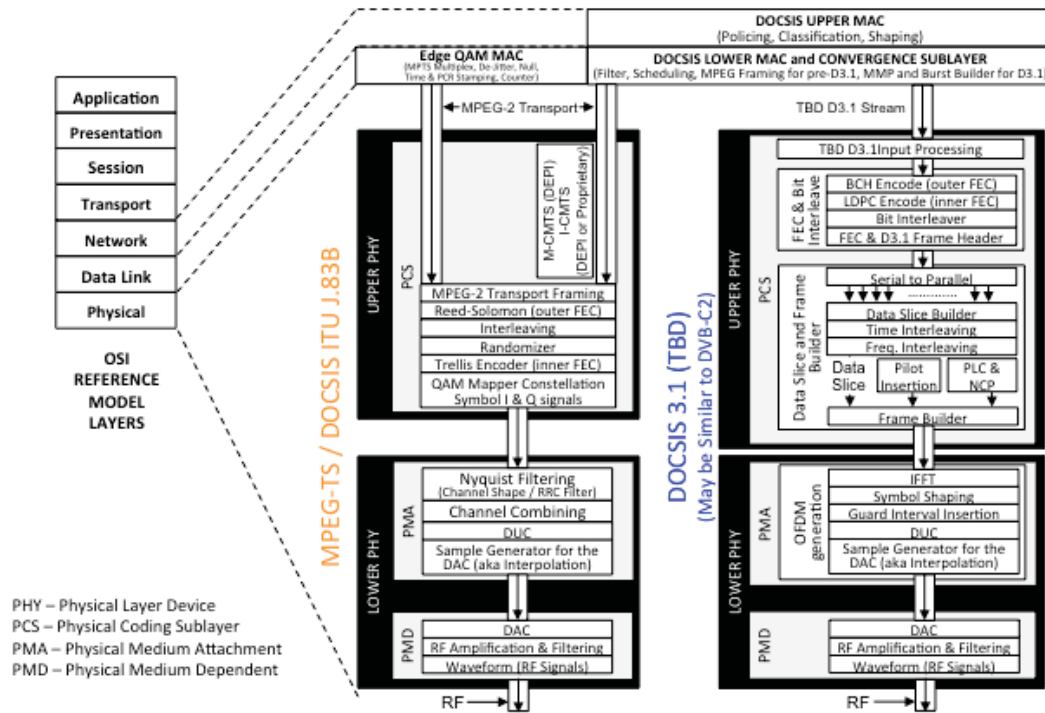 DOCSIS UPPER MAC
(Policing, Classification, Shaping)
Edge QAM MAC
(MPTS Multiplex, De-Jitter, Null,
Time & PCR Stamping, Counter)
DOCSIS LOWER MAC and CONVERGENCE SUBLAYER
(Filter, Scheduling, MPEG Framing for pre-D3.1, MMP and Burst Builder for D3.1)
Application
Presentation
Session
Transport
Network
Data Link
Physical
OSI
REFERENCE
MODEL
LAYERS
PHY – Physical Layer Device
PCS – Physical Coding Sublayer
PMA – Physical Medium Attachment
PMD – Physical Medium Dependent
MPEG-TS / DOCSIS ITU J.83B
MPEG-2 Transport
UPPER PHY
PCS
M-CMTS (DEPI)
I-CMTS
(DEPI or Proprietary)
MPEG-2 Transport Framing
Reed-Solomon (outer FEC)
Interleaving
Randomizer
Trellis Encoder (inner FEC)
QAM Mapper Constellation
Symbol I & Q signals
LOWER PHY
PMA
Nyquist Filtering
(Channel Shape / RRC Filter)
Channel Combining
DUC
Sample Generator for the
DAC (aka Interpolation)
PMD
DAC
RF Amplification & Filtering
Waveform (RF Signals)
RF
DOCSIS 3.1 (TBD)
(May be Similar to DVB-C2)
TBD D3.1 Stream
UPPER PHY
PCS
TBD D3.1Input Processing
FEC & Bit
Interleave
BCH Encode (outer FEC)
LDPC Encode (inner FEC)
Bit Interleaver
FEC & D3.1 Frame Header
Data Slice and Frame
Builder
Serial to Parallel
Data Slice Builder
Time Interleaving
Freq. Interleaving
Data
Slice
Pilot
Insertion
PLC &
NCP
Frame Builder
LOWER PHY
PMA
OFDM
generation
IFFT
Symbol Shaping
Guard Interval Insertion
DUC
Sample Generator for the
DAC (aka Interpolation)
PMD
DAC
RF Amplification & Filtering
Waveform (RF Signals)
RF